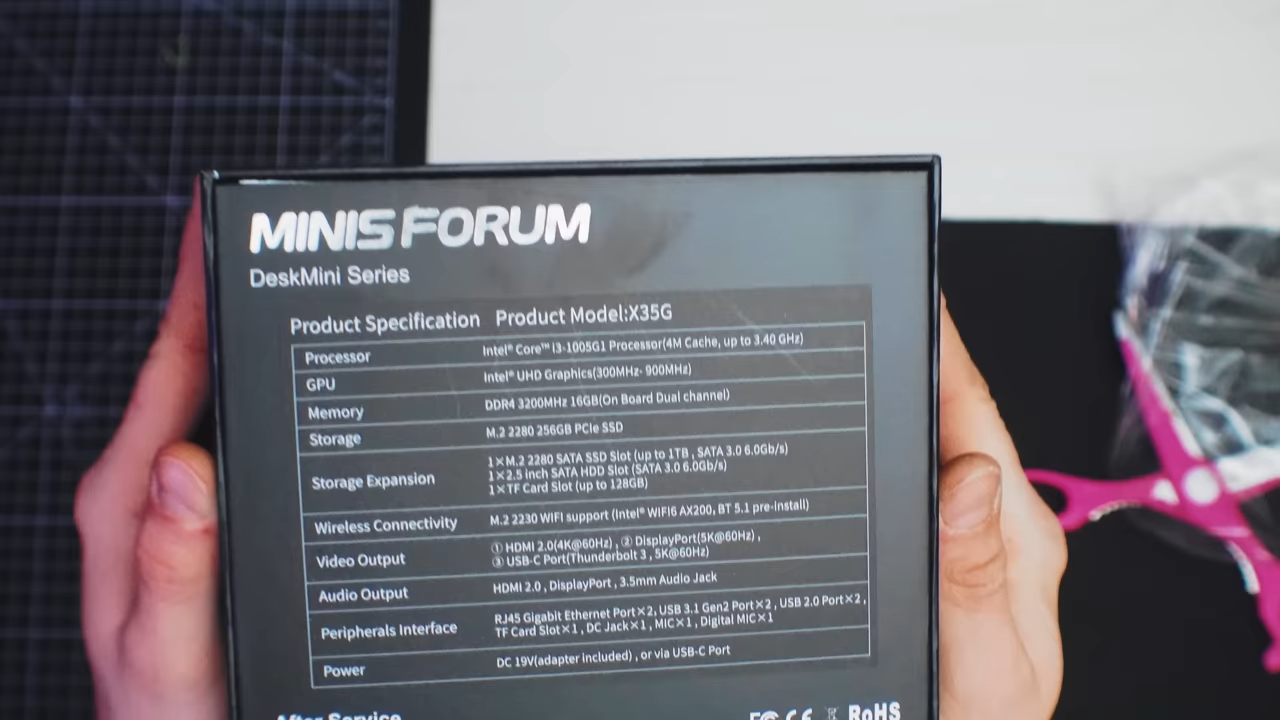 MINISFORUM
DeskMini Series
Product Specification Product Model:X35G
Processor Intel® Core™ i3-1005G1 Processor(4M Cache, up to 3.40 GHz)
GPU Intel® UHD Graphics(300MHz- 900MHz)
Memory DDR4 3200MHz 16GB(On Board Dual channel)
Storage M.2 2280 256GB PCIe SSD
Storage Expansion
1×M.2 2280 SATA SSD Slot (up to 1TB , SATA 3.0 6.0Gb/s)
1×2.5 inch SATA HDD Slot (SATA 3.0 6.0Gb/s)
1×TF Card Slot (up to 128GB)
Wireless Connectivity M.2 2230 WIFI support (Intel® WIFI6 AX200, BT 5.1 pre-install)
Video Output
① HDMI 2.0(4K@60Hz) , ② DisplayPort(5K@60Hz) ,
③ USB-C Port(Thunderbolt 3 , 5K@60Hz)
Audio Output HDMI 2.0 , DisplayPort , 3.5mm Audio Jack
Peripherals Interface
RJ45 Gigabit Ethernet Port×2, USB 3.1 Gen2 Port×2 , USB 2.0 Port×2 ,
TF Card Slot×1 , DC Jack×1 , MIC×1 , Digital MIC×1
Power DC 19V(adapter included) , or via USB-C Port
After Service
FC CE RoHS